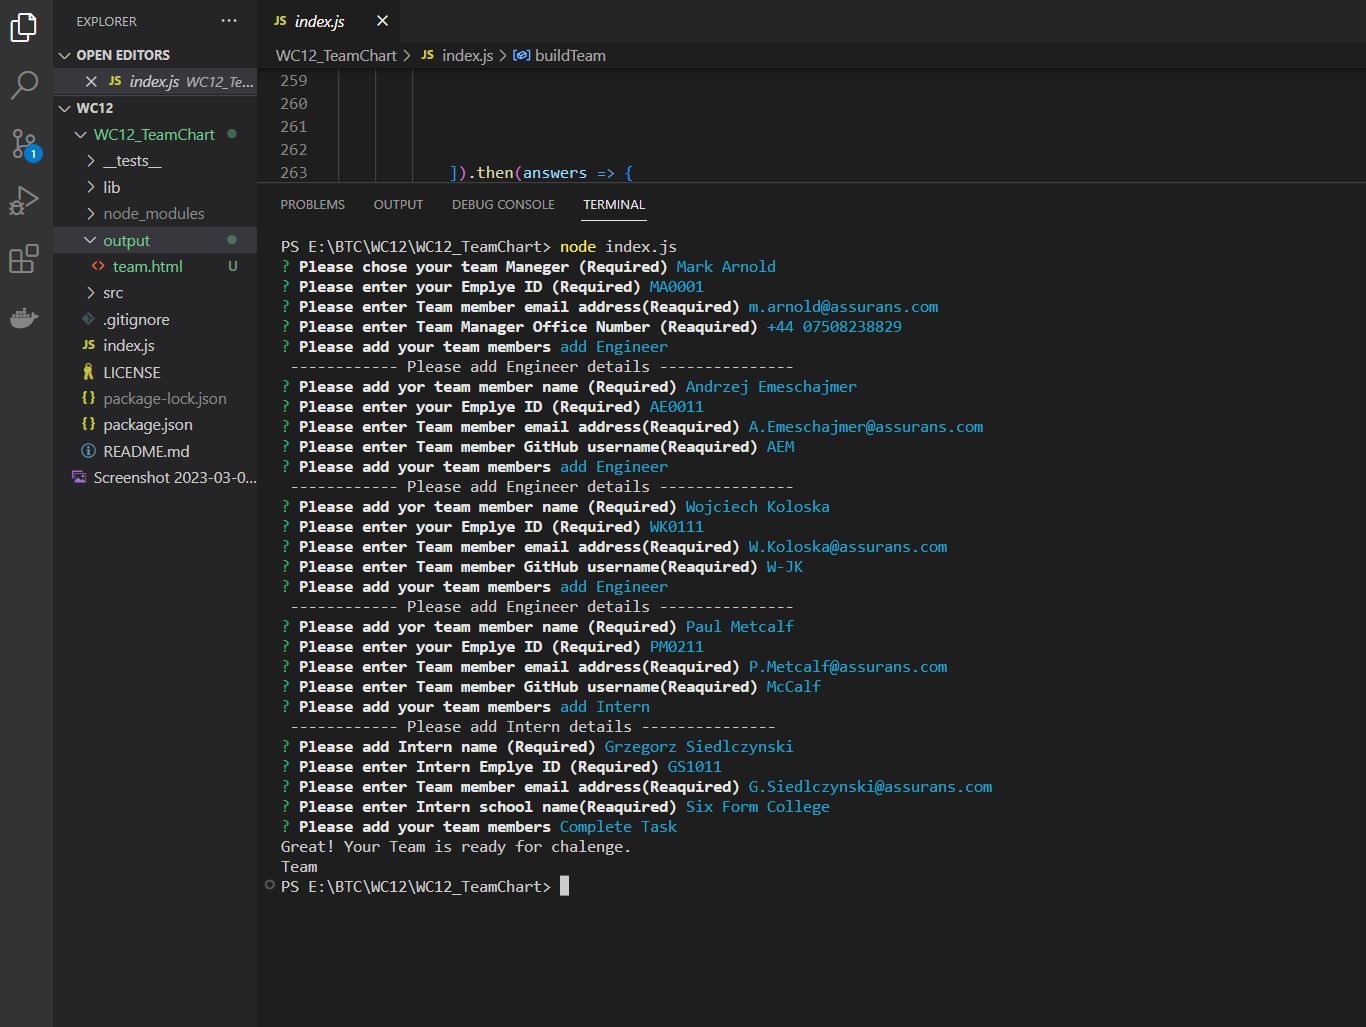 EXPLORER ...
OPEN EDITORS
JS index.js WC12_Te...
WC12
WC12_TeamChart
__tests__
lib
node_modules
output
<> team.html U
src
.gitignore
JS index.js
LICENSE
{} package-lock.json
{} package.json
README.md
Screenshot 2023-03-0...
1
JS index.js
WC12_TeamChart > JS index.js > buildTeam
259
260
261
262
263 ]).then(answers => {
PROBLEMS OUTPUT DEBUG CONSOLE TERMINAL
PS E:\BTC\WC12\WC12_TeamChart> node index.js
? Please chose your team Maneger (Required) Mark Arnold
? Please enter your Emplye ID (Required) MA0001
? Please enter Team member email address(Reaquired) m.arnold@assurans.com
? Please enter Team Manager Office Number (Reaquired) +44 07508238829
? Please add your team members add Engineer
------------ Please add Engineer details ---------------
? Please add yor team member name (Required) Andrzej Emeschajmer
? Please enter your Emplye ID (Required) AE0011
? Please enter Team member email address(Reaquired) A.Emeschajmer@assurans.com
? Please enter Team member GitHub username(Reaquired) AEM
? Please add your team members add Engineer
------------ Please add Engineer details ---------------
? Please add yor team member name (Required) Wojciech Koloska
? Please enter your Emplye ID (Required) WK0111
? Please enter Team member email address(Reaquired) W.Koloska@assurans.com
? Please enter Team member GitHub username(Reaquired) W-JK
? Please add your team members add Engineer
------------ Please add Engineer details ---------------
? Please add yor team member name (Required) Paul Metcalf
? Please enter your Emplye ID (Required) PM0211
? Please enter Team member email address(Reaquired) P.Metcalf@assurans.com
? Please enter Team member GitHub username(Reaquired) McCalf
? Please add your team members add Intern
------------ Please add Intern details ---------------
? Please add Intern name (Required) Grzegorz Siedlczynski
? Please enter Intern Emplye ID (Required) GS1011
? Please enter Team member email address(Reaquired) G.Siedlczynski@assurans.com
? Please enter Intern school name(Reaquired) Six Form College
? Please add your team members Complete Task
Great! Your Team is ready for chalenge.
Team
PS E:\BTC\WC12\WC12_TeamChart>